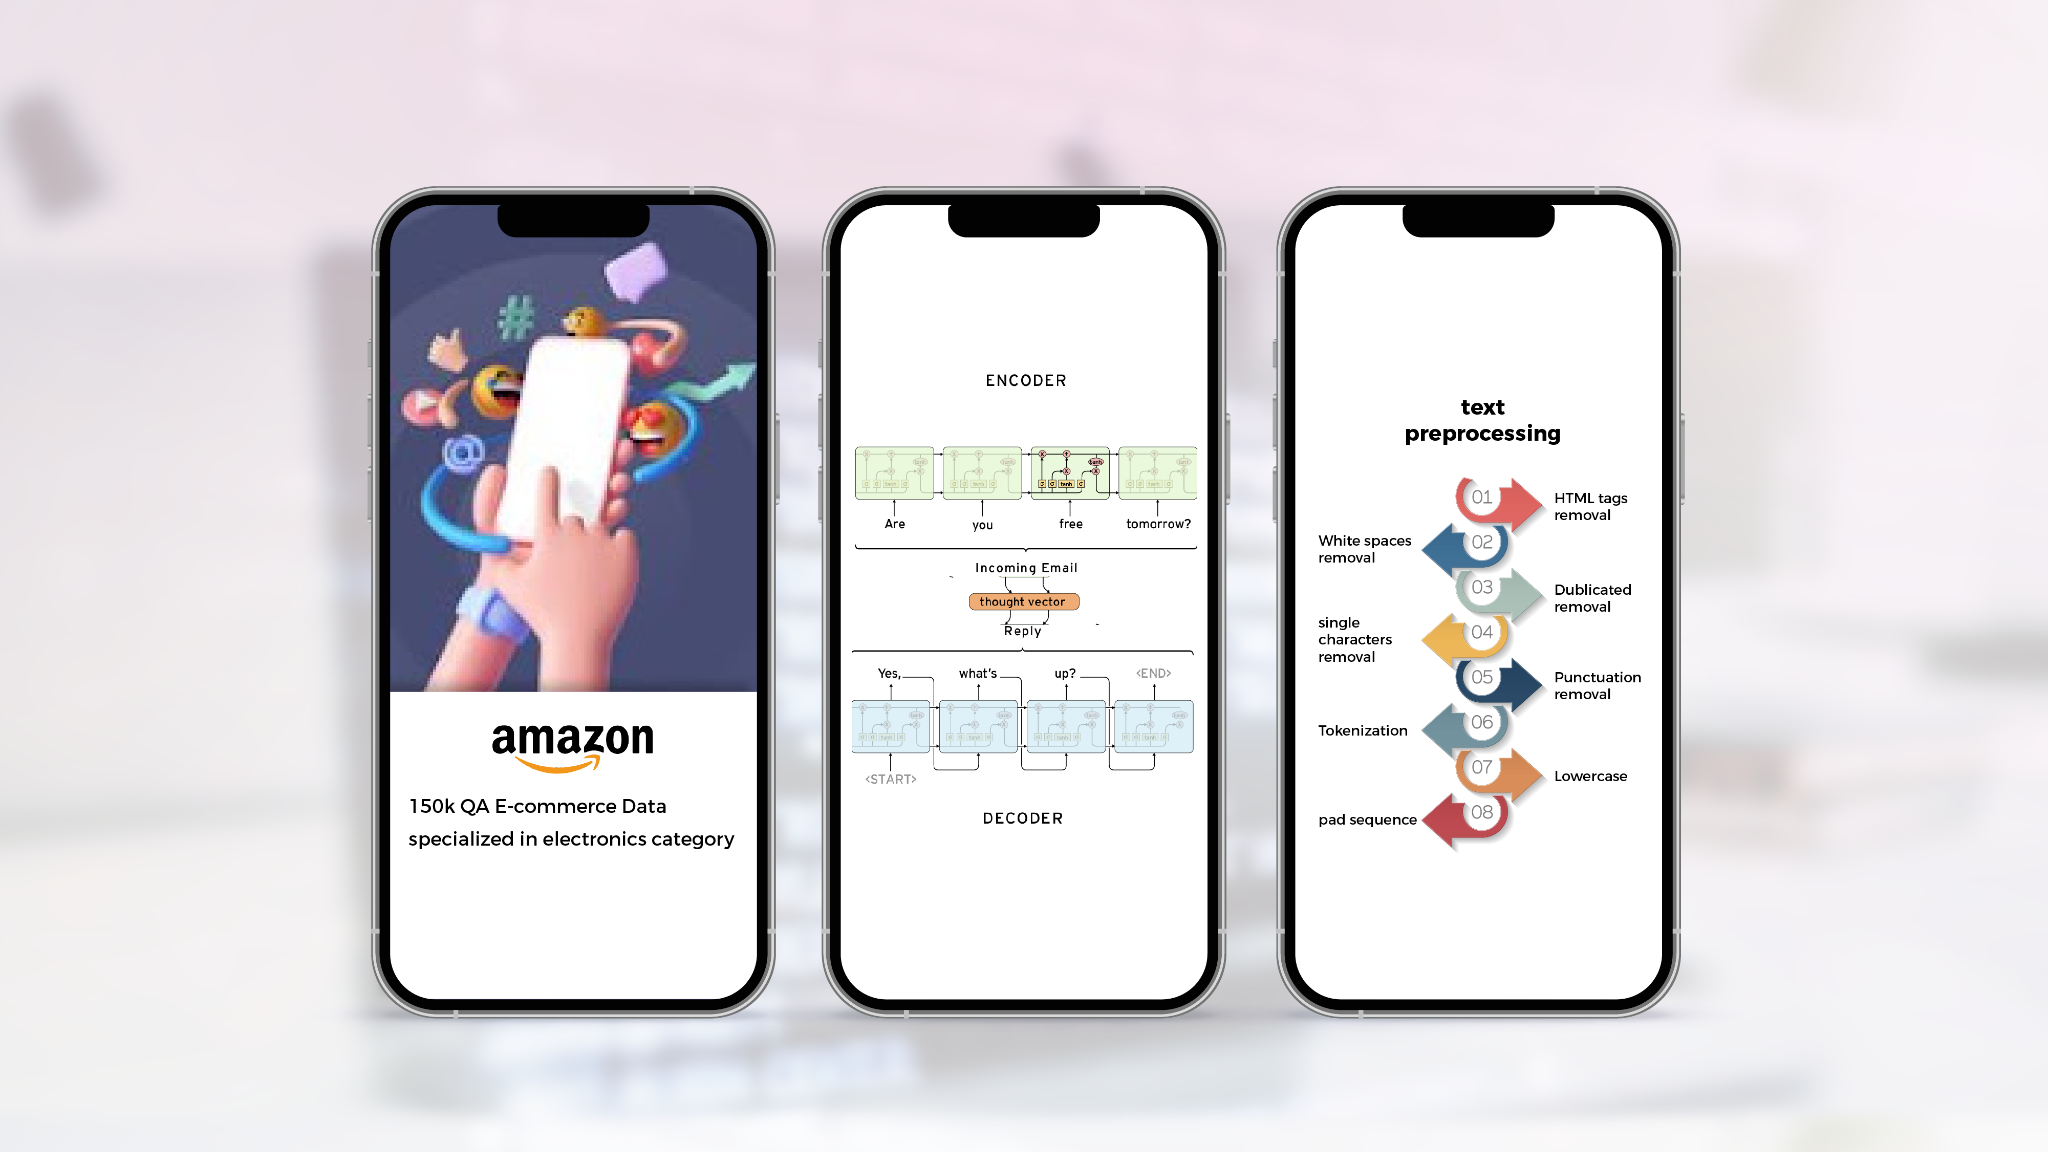 #
@
amazon
150k QA E-commerce Data
specialized in electronics category
ENCODER
Are you free tomorrow?
Incoming Email
thought vector
Reply
Yes, what's up? <END>
<START>
DECODER
text
preprocessing
01
HTML tags
removal
02
White spaces
removal
03
Dublicated
removal
04
single
characters
removal
05
Punctuation
removal
06
Tokenization
07
Lowercase
08
pad sequence